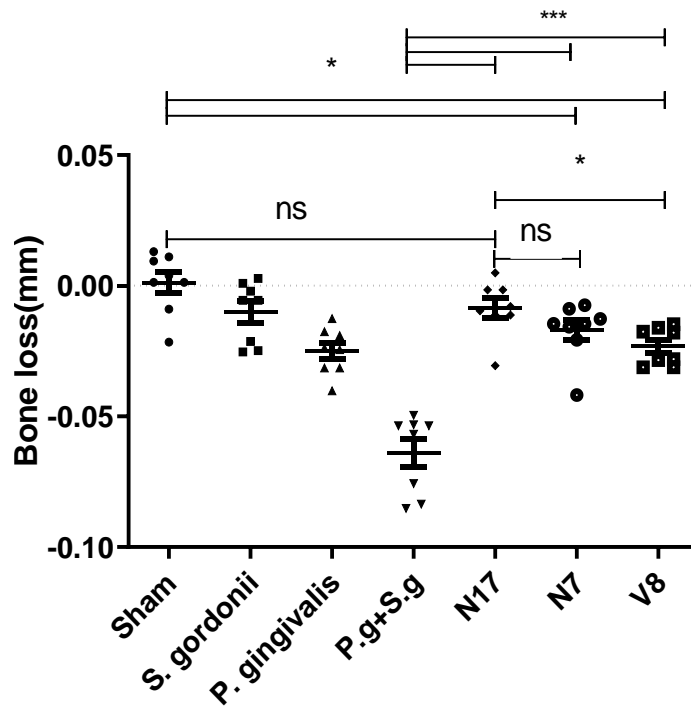 ***
*
0.05
*
ns
ns
0.00
-0.05
-0.10
Bone loss(mm)
Sham
S. gordonii
P. gingivalis
P.g+S.g
N17
N7
V8